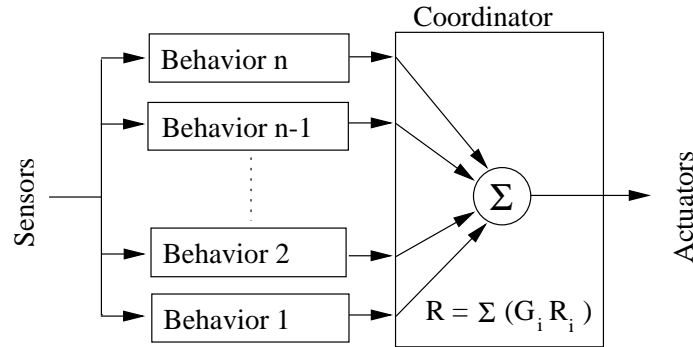 Coordinator
Behavior n
Behavior n-1
Behavior 2
Behavior 1
Sensors
Σ
R = Σ (G_i R_i)
Actuators